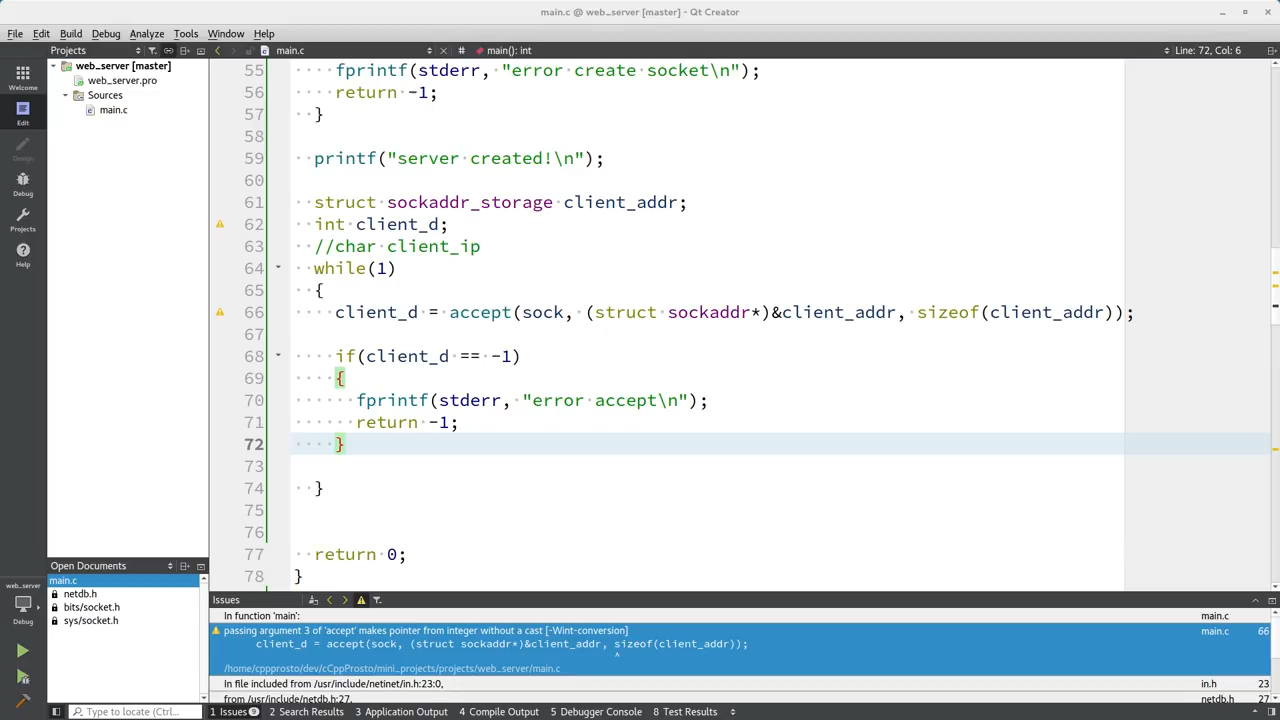 main.c @ web_server [master] - Qt Creator
File Edit Build Debug Analyze Tools Window Help
Projects main.c # main(): int Line: 72, Col: 6
Welcome
Edit
Design
Debug
Projects
Help
web_server
Debug
web_server [master]
web_server.pro
Sources
main.c
55 fprintf(stderr, "error create socket\n");
56 return -1;
57 }
58
59 printf("server created!\n");
60
61 struct sockaddr_storage client_addr;
62 int client_d;
63 //char client_ip
64 while(1)
65 {
66 client_d = accept(sock, (struct sockaddr*)&client_addr, sizeof(client_addr));
67
68 if(client_d == -1)
69 {
70 fprintf(stderr, "error accept\n");
71 return -1;
72 }
73
74 }
75
76
77 return 0;
78 }
Open Documents
main.c
netdb.h
bits/socket.h
sys/socket.h
Issues
In function 'main': main.c
passing argument 3 of 'accept' makes pointer from integer without a cast [-Wint-conversion] main.c 66
client_d = accept(sock, (struct sockaddr*)&client_addr, sizeof(client_addr));
^
/home/cppprosto/dev/cCppProsto/mini_projects/projects/web_server/main.c
In file included from /usr/include/netinet/in.h:23:0, in.h 23
from /usr/include/netdb.h:27, netdb.h 27
Type to locate (Ctrl... 1 Issues 9 2 Search Results 3 Application Output 4 Compile Output 5 Debugger Console 8 Test Results